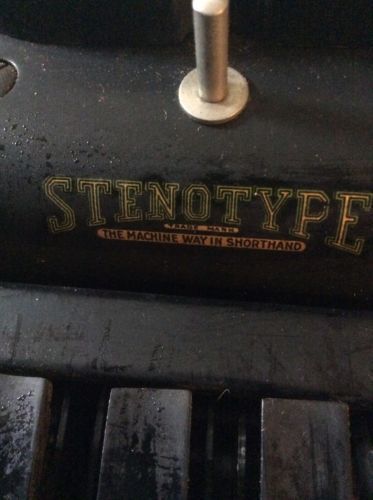 STENOTYPE
TRADE MARK
THE MACHINE WAY IN SHORTHAND